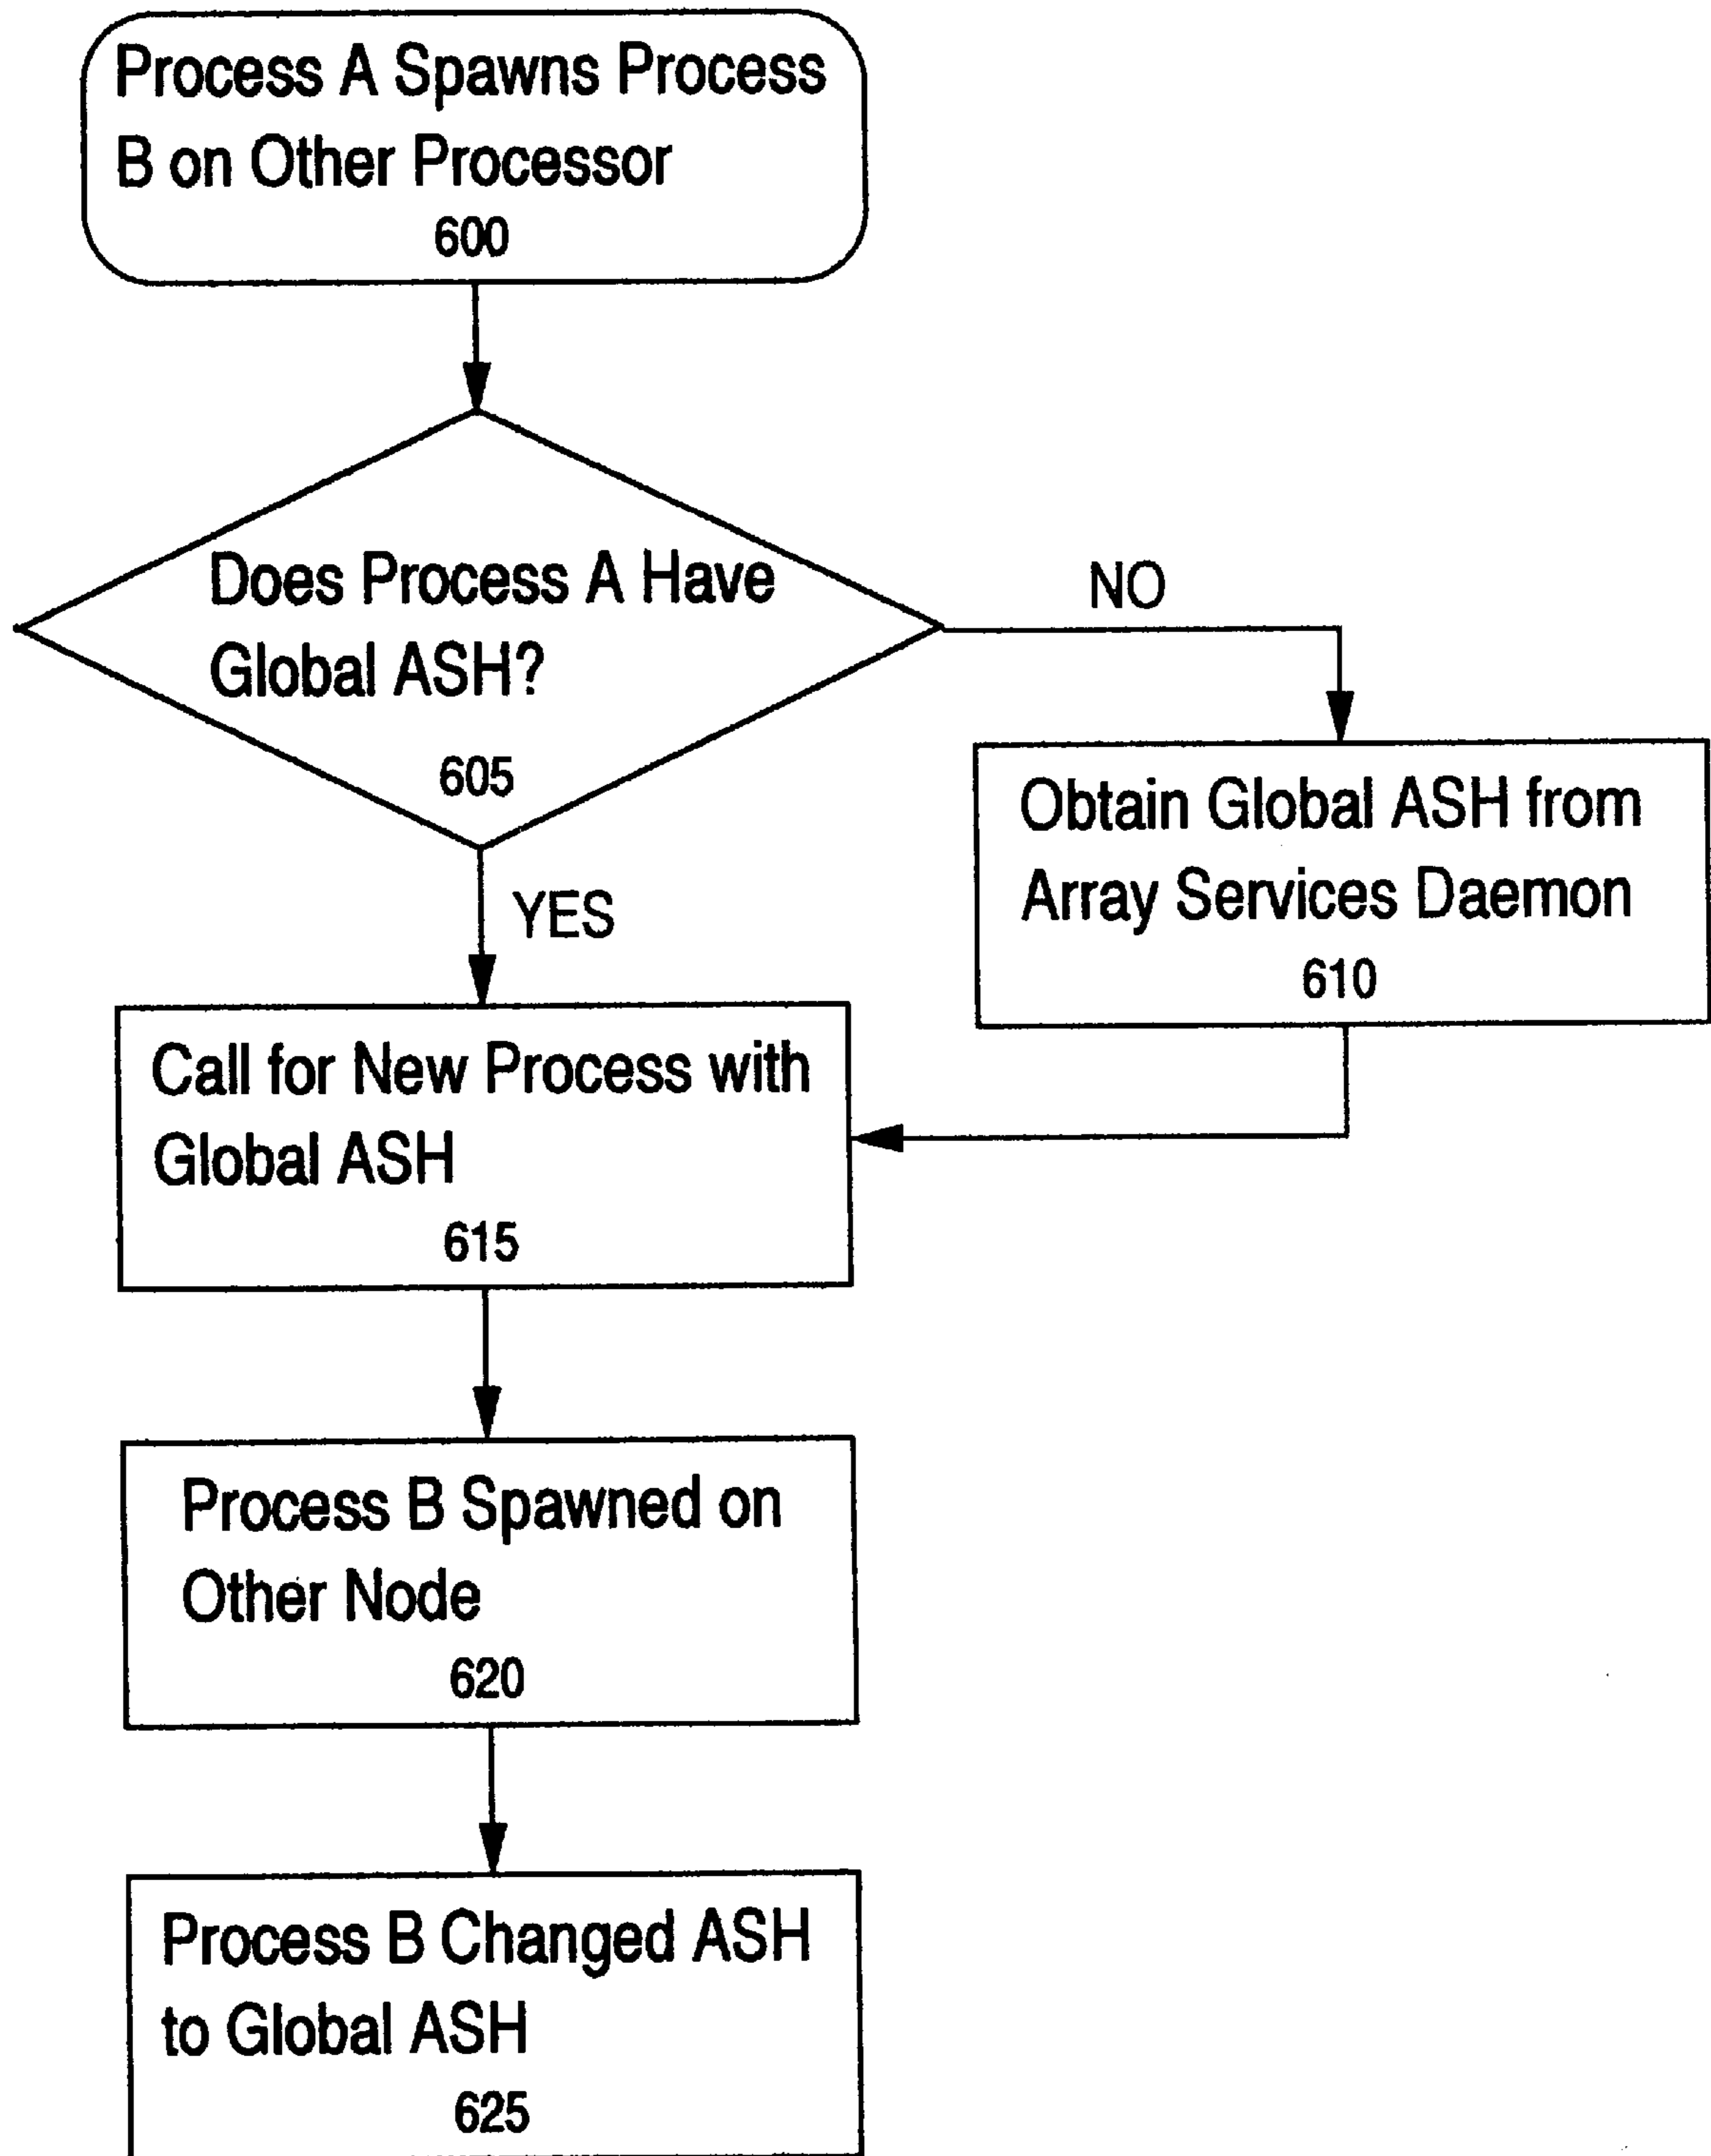 Process A Spawns Process
B on Other Processor
600
Does Process A Have
Global ASH?
605
NO
Obtain Global ASH from
Array Services Daemon
610
YES
Call for New Process with
Global ASH
615
Process B Spawned on
Other Node
620
Process B Changed ASH
to Global ASH
625